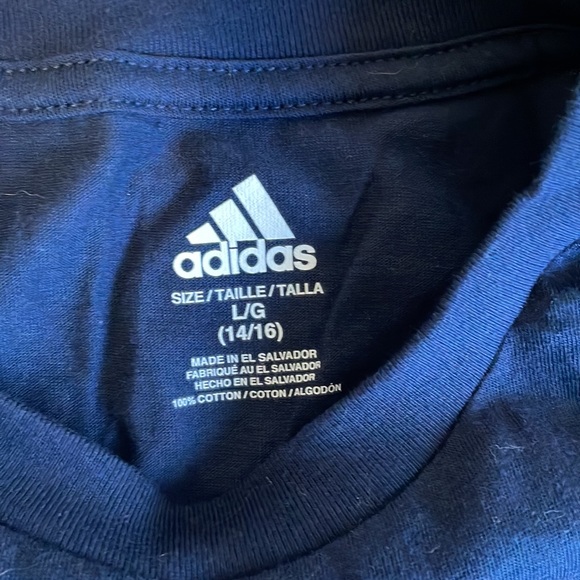 adidas
SIZE/TAILLE/TALLA
L/G
(14/16)
MADE IN EL SALVADOR
FABRIQUÉ AU EL SALVADOR
HECHO EN EL SALVADOR
100% COTTON/COTON/ALGODÓN